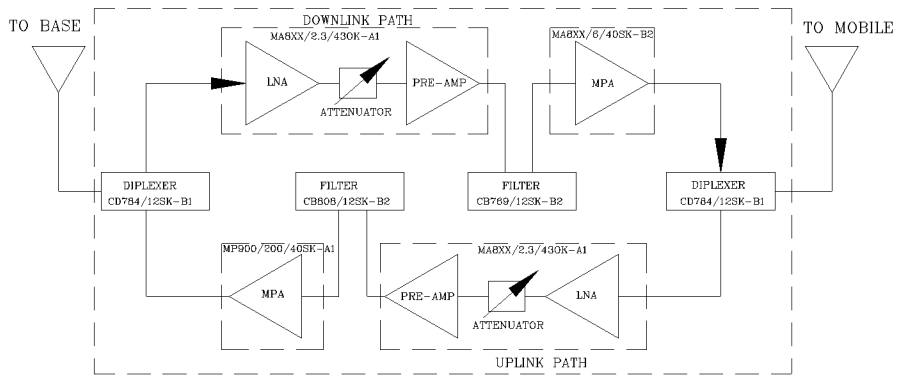 DOWNLINK PATH
TO BASE
TO MOBILE
MA8XX/2.3/430K-A1
MA8XX/6/40SK-B2
LNA
PRE-AMP
MPA
ATTENUATOR
DIPLEXER
CD784/12SK-B1
FILTER
CB808/12SK-B2
FILTER
CB769/12SK-B2
DIPLEXER
CD784/12SK-B1
MP900/200/40SK-A1
MA8XX/2.3/430K-A1
MPA
PRE-AMP
LNA
ATTENUATOR
UPLINK PATH